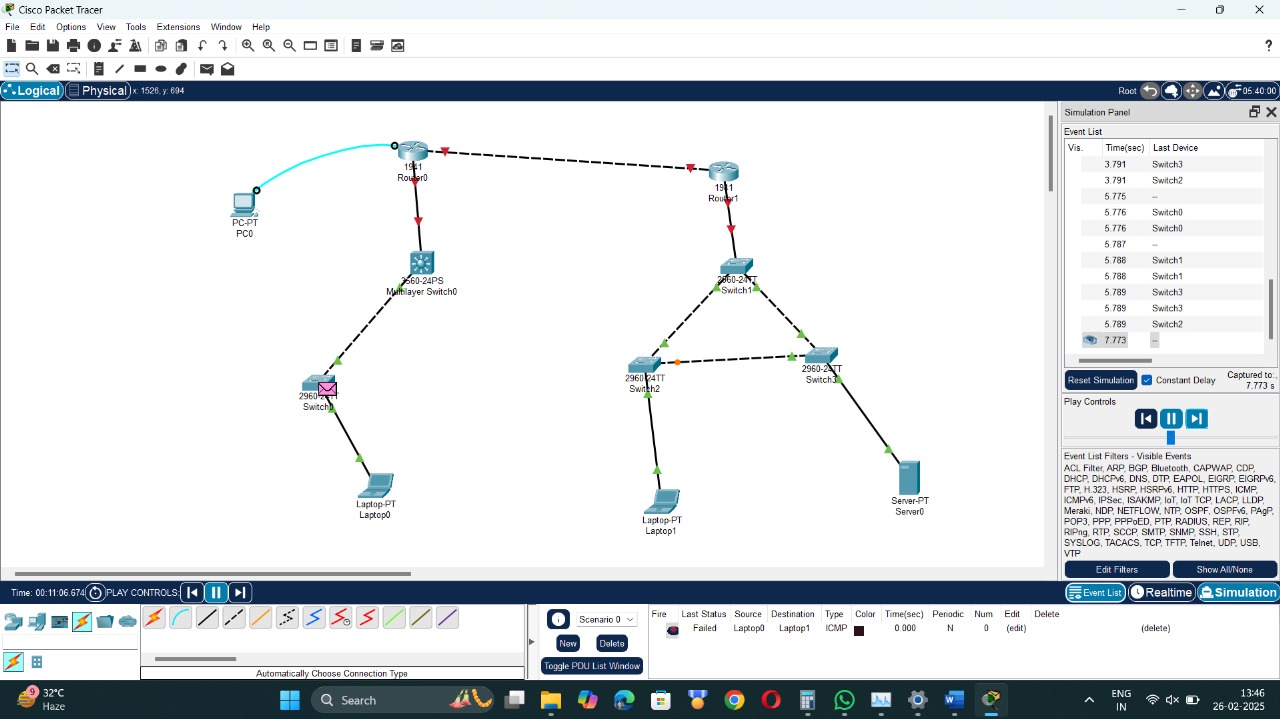 Cisco Packet Tracer
File Edit Options View Tools Extensions Window Help
?
Logical Physical x: 1526, y: 694 Root 05:40:00
1941
Router0
1941
Router1
PC-PT
PC0
3560-24PS
Multilayer Switch0
2960-24TT
Switch1
2960-24TT
Switch0
2960-24TT
Switch2
2960-24TT
Switch3
Laptop-PT
Laptop0
Laptop-PT
Laptop1
Server-PT
Server0
Simulation Panel
Event List
Vis. Time(sec) Last Device
3.791 Switch3
3.791 Switch2
5.775 --
5.776 Switch0
5.776 Switch0
5.787 --
5.788 Switch1
5.788 Switch1
5.789 Switch3
5.789 Switch3
5.789 Switch2
7.773 --
Reset Simulation Constant Delay Captured to:
7.773 s
Play Controls
Event List Filters - Visible Events
ACL Filter, ARP, BGP, Bluetooth, CAPWAP, CDP,
DHCP, DHCPv6, DNS, DTP, EAPOL, EIGRP, EIGRPv6,
FTP, H.323, HSRP, HSRPv6, HTTP, HTTPS, ICMP,
ICMPv6, IPSec, ISAKMP, IoT, IoT TCP, LACP, LLDP,
Meraki, NDP, NETFLOW, NTP, OSPF, OSPFv6, PAgP,
POP3, PPP, PPPoED, PTP, RADIUS, REP, RIP,
RIPng, RTP, SCCP, SMTP, SNMP, SSH, STP,
SYSLOG, TACACS, TCP, TFTP, Telnet, UDP, USB,
VTP
Edit Filters Show All/None
Time: 00:11:06.674 PLAY CONTROLS: Event List Realtime Simulation
Scenario 0
New Delete
Toggle PDU List Window
Fire Last Status Source Destination Type Color Time(sec) Periodic Num Edit Delete
Failed Laptop0 Laptop1 ICMP 0.000 N 0 (edit) (delete)
Automatically Choose Connection Type
9
32°C
Haze
Search
ENG
IN
13:46
26-02-2025